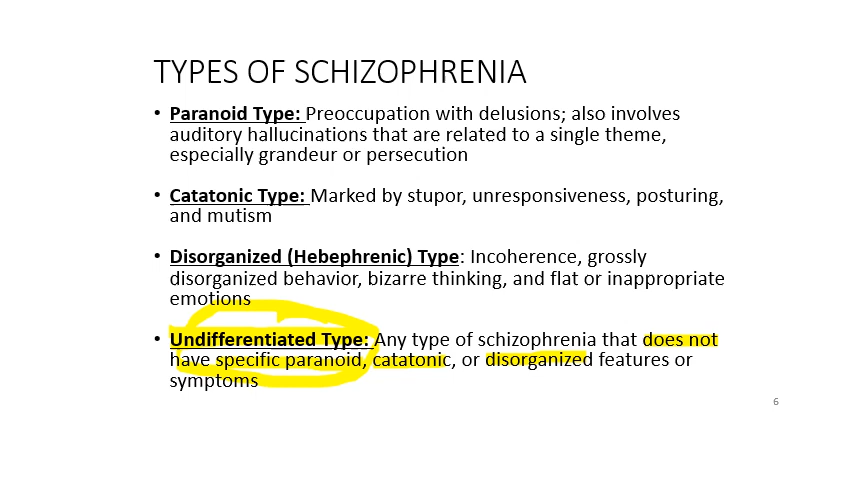 TYPES OF SCHIZOPHRENIA
• Paranoid Type: Preoccupation with delusions; also involves
auditory hallucinations that are related to a single theme,
especially grandeur or persecution
• Catatonic Type: Marked by stupor, unresponsiveness, posturing,
and mutism
• Disorganized (Hebephrenic) Type: Incoherence, grossly
disorganized behavior, bizarre thinking, and flat or inappropriate
emotions
• Undifferentiated Type: Any type of schizophrenia that does not
have specific paranoid, catatonic, or disorganized features or
symptoms
6